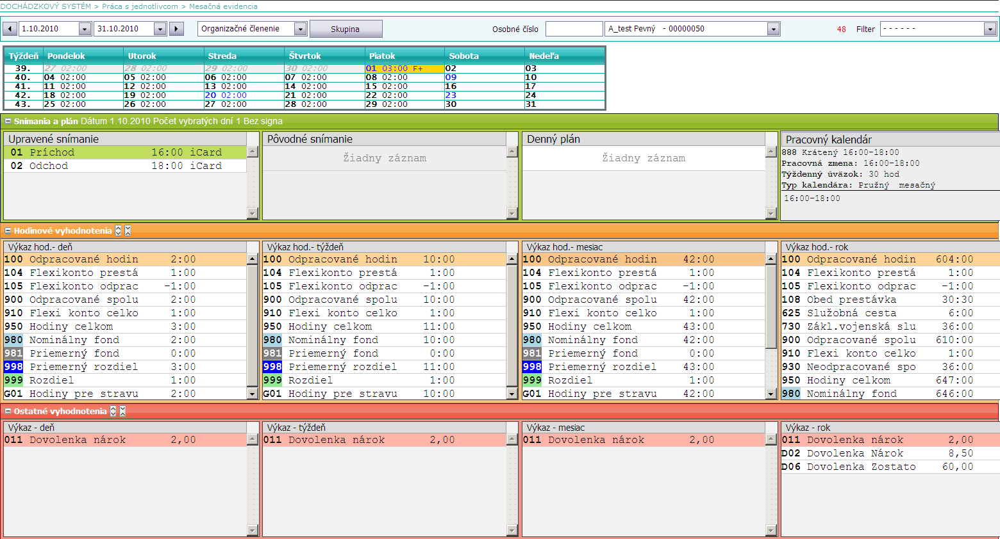 DOCHÁDZKOVÝ SYSTÉM > Práca s jednotlivcom > Mesačná evidencia
1.10.2010 31.10.2010 Organizačné členenie Skupina Osobné číslo A_test Pevný - 00000050 48 Filter - - - - - -
Týždeň Pondelok Utorok Streda Štvrtok Piatok Sobota Nedeľa
39. 27 02:00 28 02:00 29 02:00 30 02:00 01 03:00 F+ 02 03
40. 04 02:00 05 02:00 06 02:00 07 02:00 08 02:00 09 10
41. 11 02:00 12 02:00 13 02:00 14 02:00 15 02:00 16 17
42. 18 02:00 19 02:00 20 02:00 21 02:00 22 02:00 23 24
43. 25 02:00 26 02:00 27 02:00 28 02:00 29 02:00 30 31
Snímania a plán Dátum 1.10.2010 Počet vybratých dní 1 Bez signa
Upravené snímanie
01 Príchod 16:00 iCard
02 Odchod 18:00 iCard
Pôvodné snímanie
Žiadny záznam
Denný plán
Žiadny záznam
Pracovný kalendár
888 Krátený 16:00-18:00
Pracovná zmena: 16:00-18:00
Týždenný úväzok: 30 hod
Typ kalendára: Pružný mesačný
16:00-18:00
Hodinové vyhodnotenia
Výkaz hod.- deň
100 Odpracované hodin 2:00
104 Flexikonto prestá 1:00
105 Flexikonto odprac -1:00
900 Odpracované spolu 2:00
910 Flexi konto celko 1:00
950 Hodiny celkom 3:00
980 Nominálny fond 2:00
981 Priemerný fond 0:00
998 Priemerný rozdiel 3:00
999 Rozdiel 1:00
G01 Hodiny pre stravu 2:00
Výkaz hod.- týždeň
100 Odpracované hodin 10:00
104 Flexikonto prestá 1:00
105 Flexikonto odprac -1:00
900 Odpracované spolu 10:00
910 Flexi konto celko 1:00
950 Hodiny celkom 11:00
980 Nominálny fond 10:00
981 Priemerný fond 0:00
998 Priemerný rozdiel 11:00
999 Rozdiel 1:00
G01 Hodiny pre stravu 10:00
Výkaz hod.- mesiac
100 Odpracované hodin 42:00
104 Flexikonto prestá 1:00
105 Flexikonto odprac -1:00
900 Odpracované spolu 42:00
910 Flexi konto celko 1:00
950 Hodiny celkom 43:00
980 Nominálny fond 42:00
981 Priemerný fond 0:00
998 Priemerný rozdiel 43:00
999 Rozdiel 1:00
G01 Hodiny pre stravu 42:00
Výkaz hod.- rok
100 Odpracované hodin 604:00
104 Flexikonto prestá 1:00
105 Flexikonto odprac -1:00
108 Obed prestávka 30:30
625 Služobná cesta 6:00
730 Zákl.vojenská slu 36:00
900 Odpracované spolu 610:00
910 Flexi konto celko 1:00
930 Neodpracované spo 36:00
950 Hodiny celkom 647:00
980 Nominálny fond 646:00
Ostatné vyhodnotenia
Výkaz - deň
011 Dovolenka nárok 2,00
Výkaz - týždeň
011 Dovolenka nárok 2,00
Výkaz - mesiac
011 Dovolenka nárok 2,00
Výkaz - rok
011 Dovolenka nárok 2,00
D02 Dovolenka Nárok 8,50
D06 Dovolenka Zostato 60,00